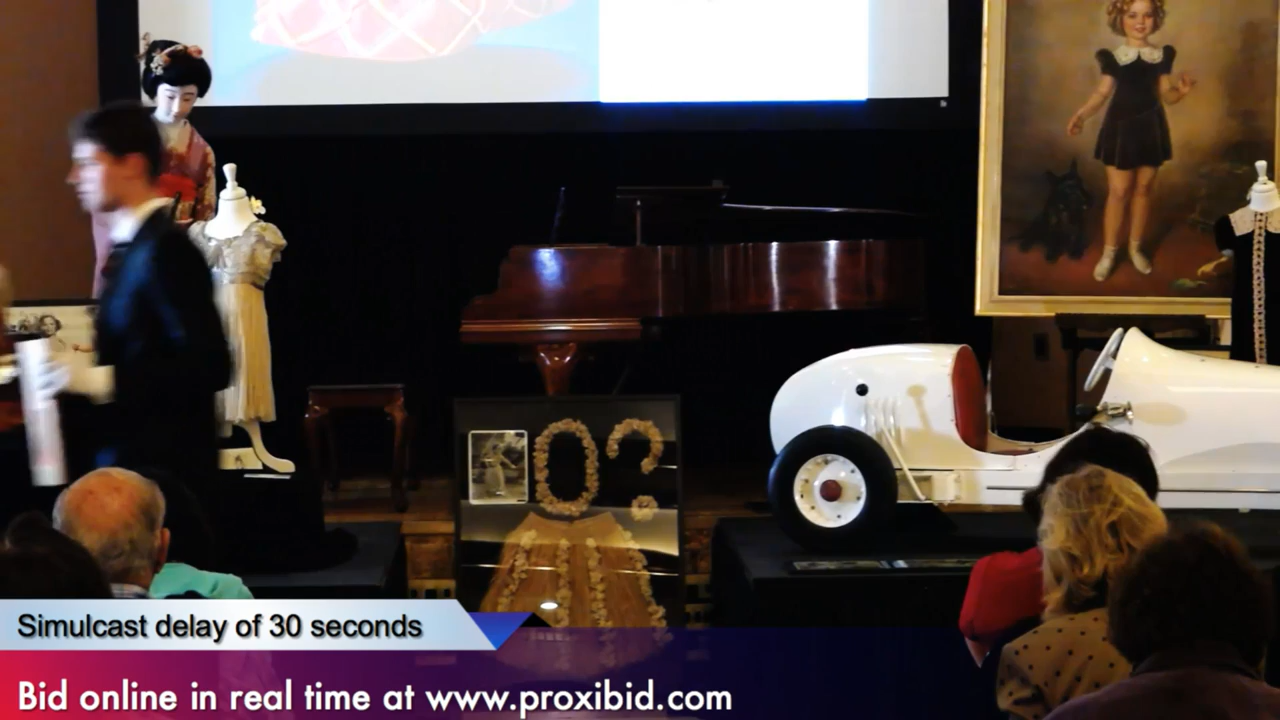 Simulcast delay of 30 seconds
Bid online in real time at www.proxibid.com